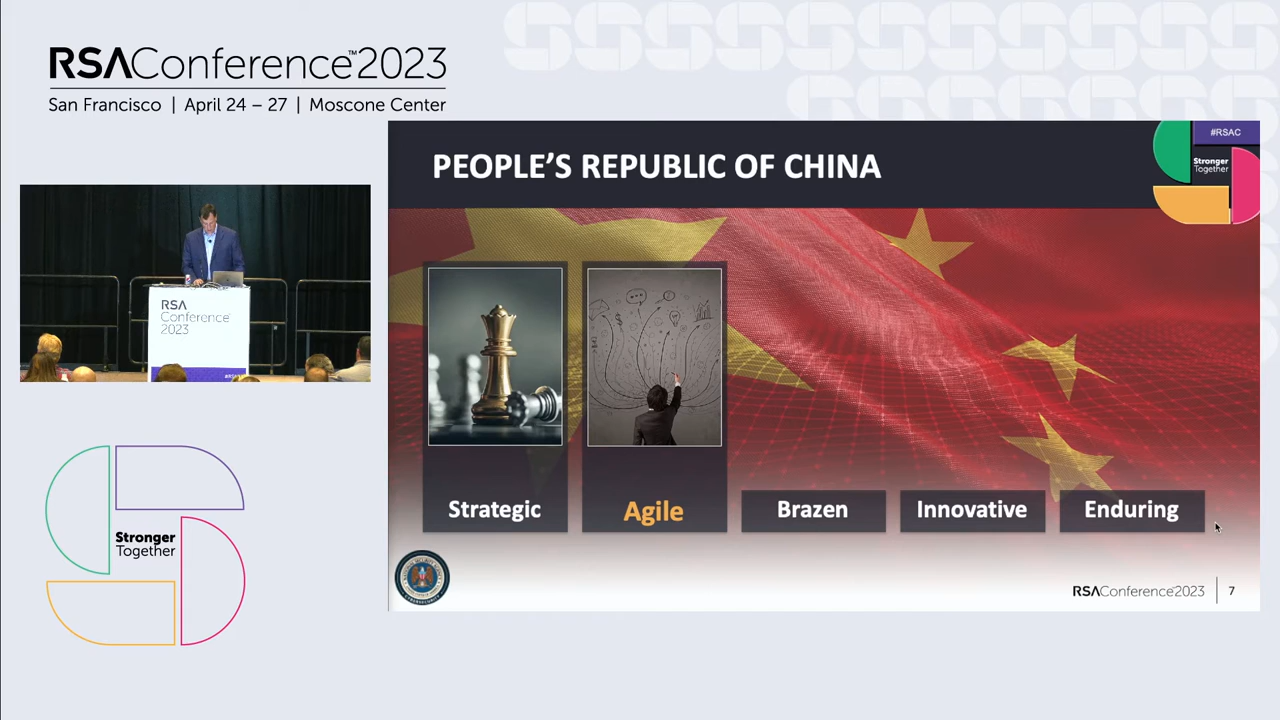 RSAConference™2023
San Francisco | April 24 – 27 | Moscone Center
PEOPLE'S REPUBLIC OF CHINA
#RSAC
Stronger
Together
RSA
Conference
2023
Strategic
Agile
Brazen
Innovative
Enduring
Stronger
Together
RSAConference2023 | 7